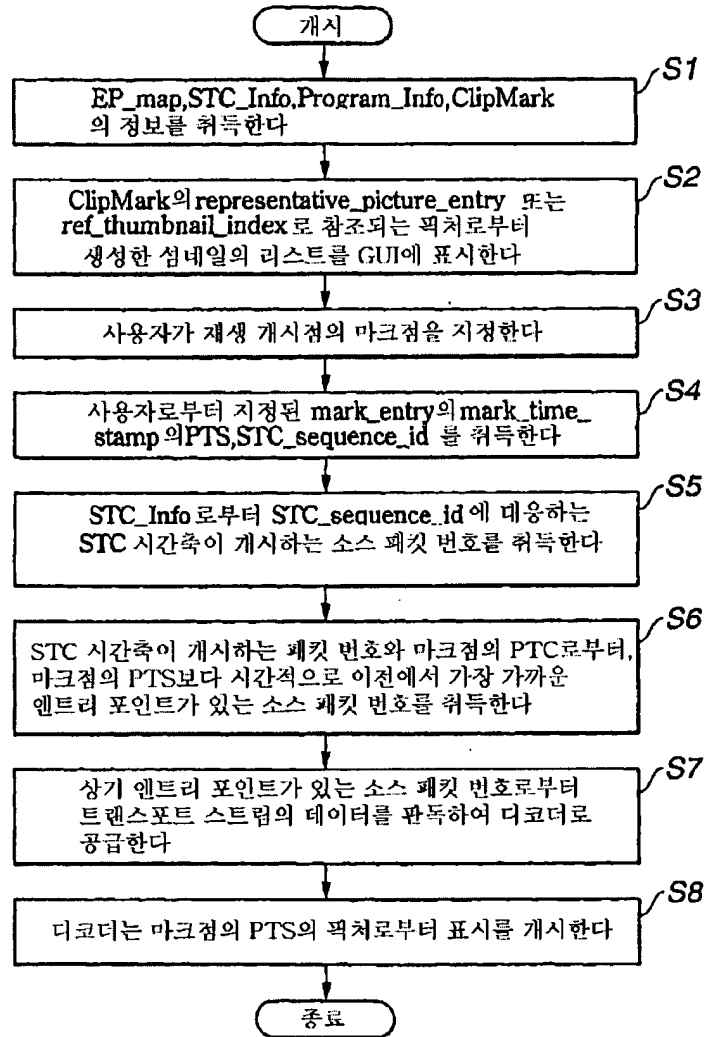 개시
S1
EP_map,STC_Info,Program_Info,ClipMark
의 정보를 취득한다
S2
ClipMark의 representative_picture_entry 또는
ref_thumbnail_index로 참조되는 픽처로부터
생성한 섬네일의 리스트를 GUI에 표시한다
S3
사용자가 재생 개시점의 마크점을 지정한다
S4
사용자로부터 지정된 mark_entry의 mark_time_
stamp의 PTS,STC_sequence_id 를 취득한다
S5
STC_Info로부터 STC_sequence_id에 대응하는
STC 시간축이 개시하는 소스 패킷 번호를 취득한다
S6
STC 시간축이 개시하는 패킷 번호와 마크점의 PTC로부터,
마크점의 PTS보다 시간적으로 이전에서 가장 가까운
엔트리 포인트가 있는 소스 패킷 번호를 취득한다
S7
상기 엔트리 포인트가 있는 소스 패킷 번호로부터
트랜스포트 스트림의 데이터를 판독하여 디코더로
공급한다
S8
디코더는 마크점의 PTS의 픽처로부터 표시를 개시한다
종료